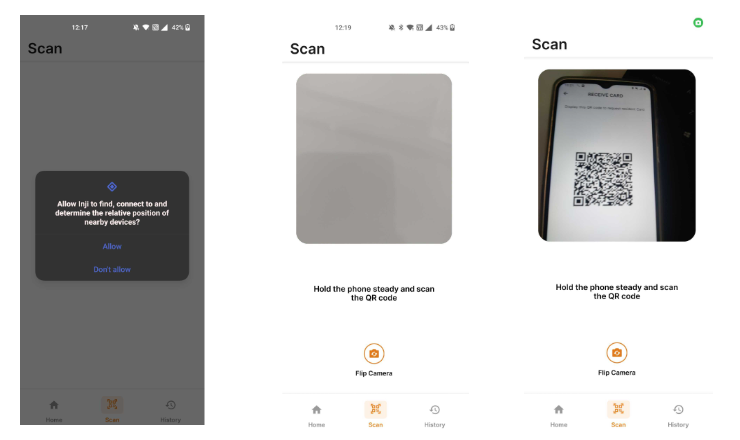 12:17
42%
Scan
Allow Inji to find, connect to and
determine the relative position of
nearby devices?
Allow
Don't allow
Home
Scan
History
12:19
43%
Scan
Hold the phone steady and scan
the QR code
Flip Camera
Home
Scan
History
Scan
RECEIVE CARD
Hold the phone steady and scan
the QR code
Flip Camera
Home
Scan
History